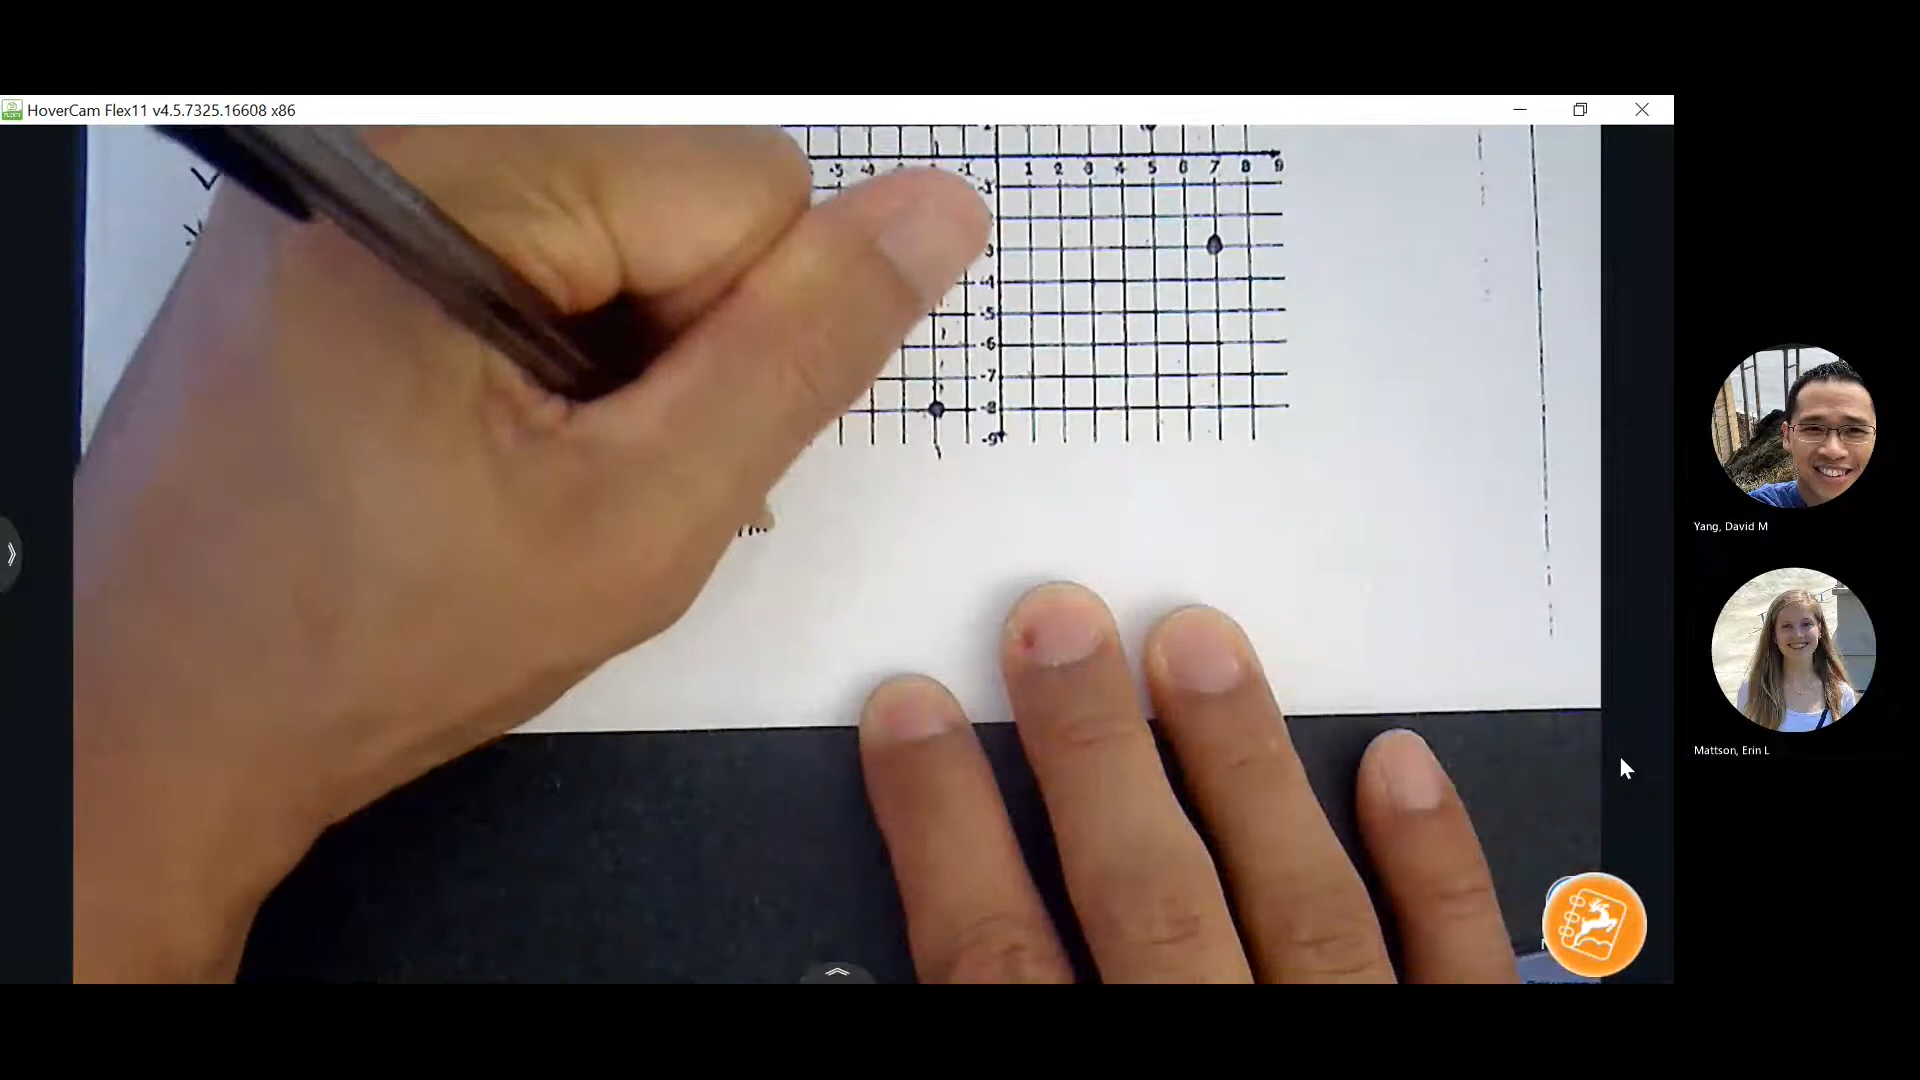 HoverCam Flex11 v4.5.7325.16608 x86
-5 -4 -1 1 2 3 4 5 6 7 8 9
-1
3
-4
-5
-6
-7
-8
-9
Yang, David M
Mattson, Erin L